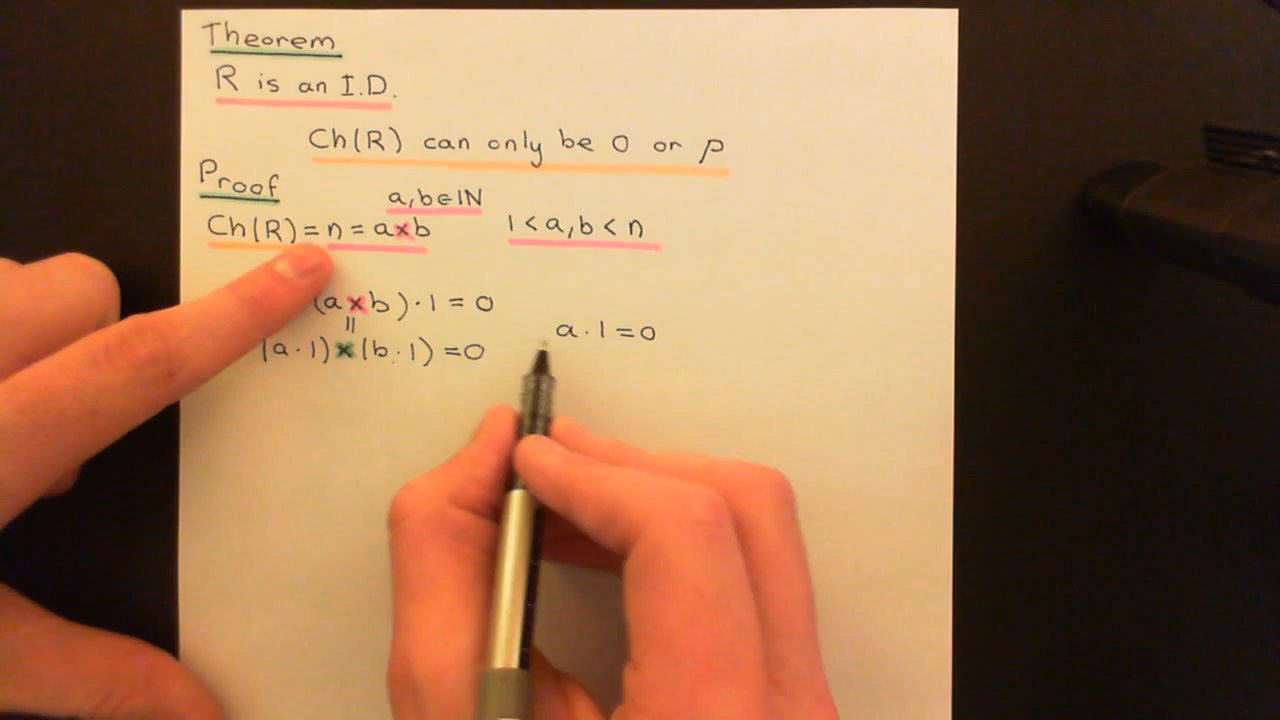 Theorem
R is an I.D.
Ch(R) can only be 0 or p
Proof
a,b∈ℕ
Ch(R) = n = a×b 1 < a,b < n
(a×b)·1 = 0
=
a·1=0
(a·1)×(b·1) =0